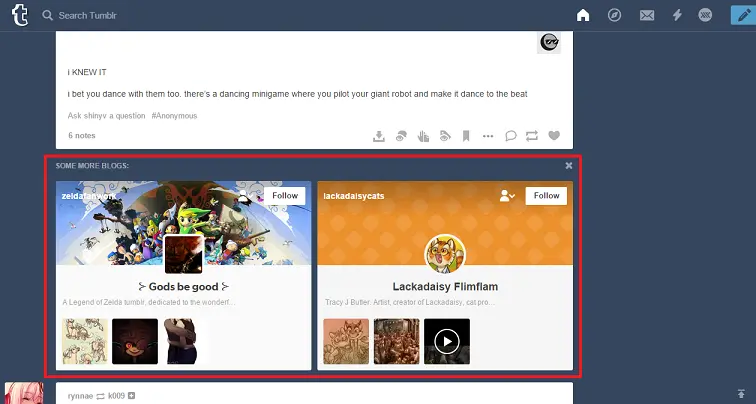 t
Search Tumblr
i KNEW IT
i bet you dance with them too. there's a dancing minigame where you pilot your giant robot and make it dance to the beat
Ask shinyv a question #Anonymous
6 notes
SOME MORE BLOGS:
zeldafanwork
Follow
lackadaisycats
Follow
Gods be good
Lackadaisy Flimflam
A Legend of Zelda tumblr, dedicated to the wonderf...
Tracy J Butler. Artist, creator of Lackadaisy, cat pro...
rynnae k009